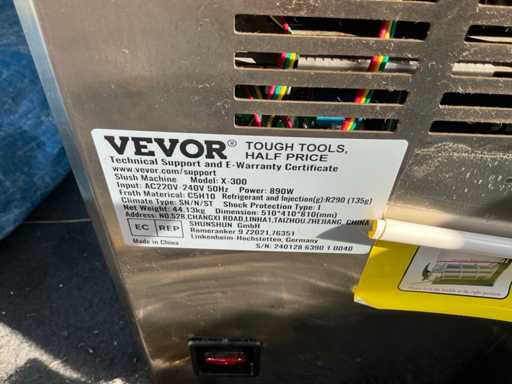 VEVOR® TOUGH TOOLS, HALF PRICE
Technical Support and E-Warranty Certificate
www.vevor.com/support
Slush Machine Model: X-300
Input: AC220V-240V 50Hz Power: 890W
Froth Materical: C5H10 Refrigerant and Injection(g):R290 (135g)
Climate Type: SN/N/ST Shock Protection Type: I
Net Weight: 44.13kg Dimension: 510*410*810(mm)
Address: NO.528,CHANGXI ROAD,LINHAI,TAIZHOU,ZHEJIANG, CHINA
EC REP SHUNSHUN GmbH
Romeranker 9 Z2021,76351
Linkenheim-Hochstetten, Germany
Made in China
S/N: 240128 6390 1 0040